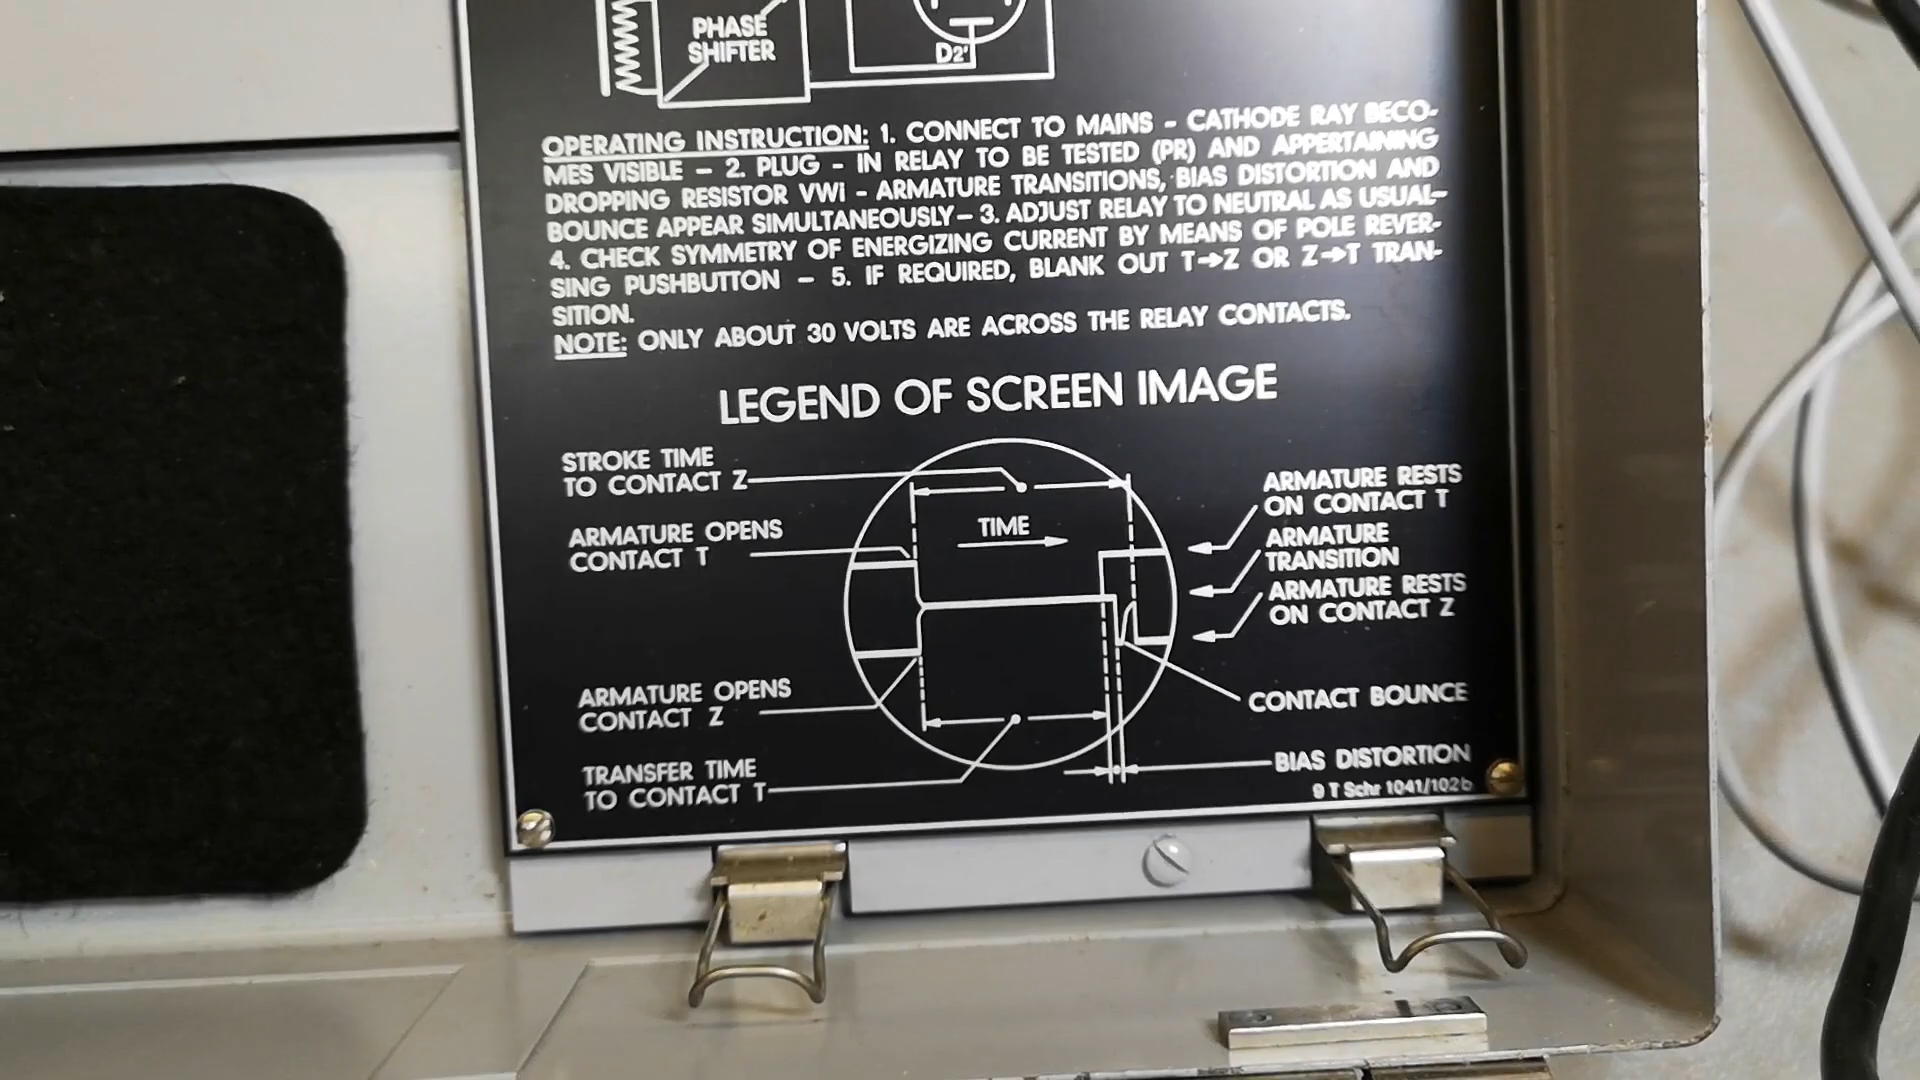 PHASE
SHIFTER
D2'
OPERATING INSTRUCTION: 1. CONNECT TO MAINS - CATHODE RAY BECO-
MES VISIBLE - 2. PLUG - IN RELAY TO BE TESTED (PR) AND APPERTAINING
DROPPING RESISTOR VWi - ARMATURE TRANSITIONS, BIAS DISTORTION AND
BOUNCE APPEAR SIMULTANEOUSLY - 3. ADJUST RELAY TO NEUTRAL AS USUAL-
4. CHECK SYMMETRY OF ENERGIZING CURRENT BY MEANS OF POLE REVER-
SING PUSHBUTTON - 5. IF REQUIRED, BLANK OUT T→Z OR Z→T TRAN-
SITION.
NOTE: ONLY ABOUT 30 VOLTS ARE ACROSS THE RELAY CONTACTS.
LEGEND OF SCREEN IMAGE
STROKE TIME
TO CONTACT Z
ARMATURE OPENS
CONTACT T
ARMATURE OPENS
CONTACT Z
TRANSFER TIME
TO CONTACT T
TIME
ARMATURE RESTS
ON CONTACT T
ARMATURE
TRANSITION
ARMATURE RESTS
ON CONTACT Z
CONTACT BOUNCE
BIAS DISTORTION
9 T Schr 1041/102b